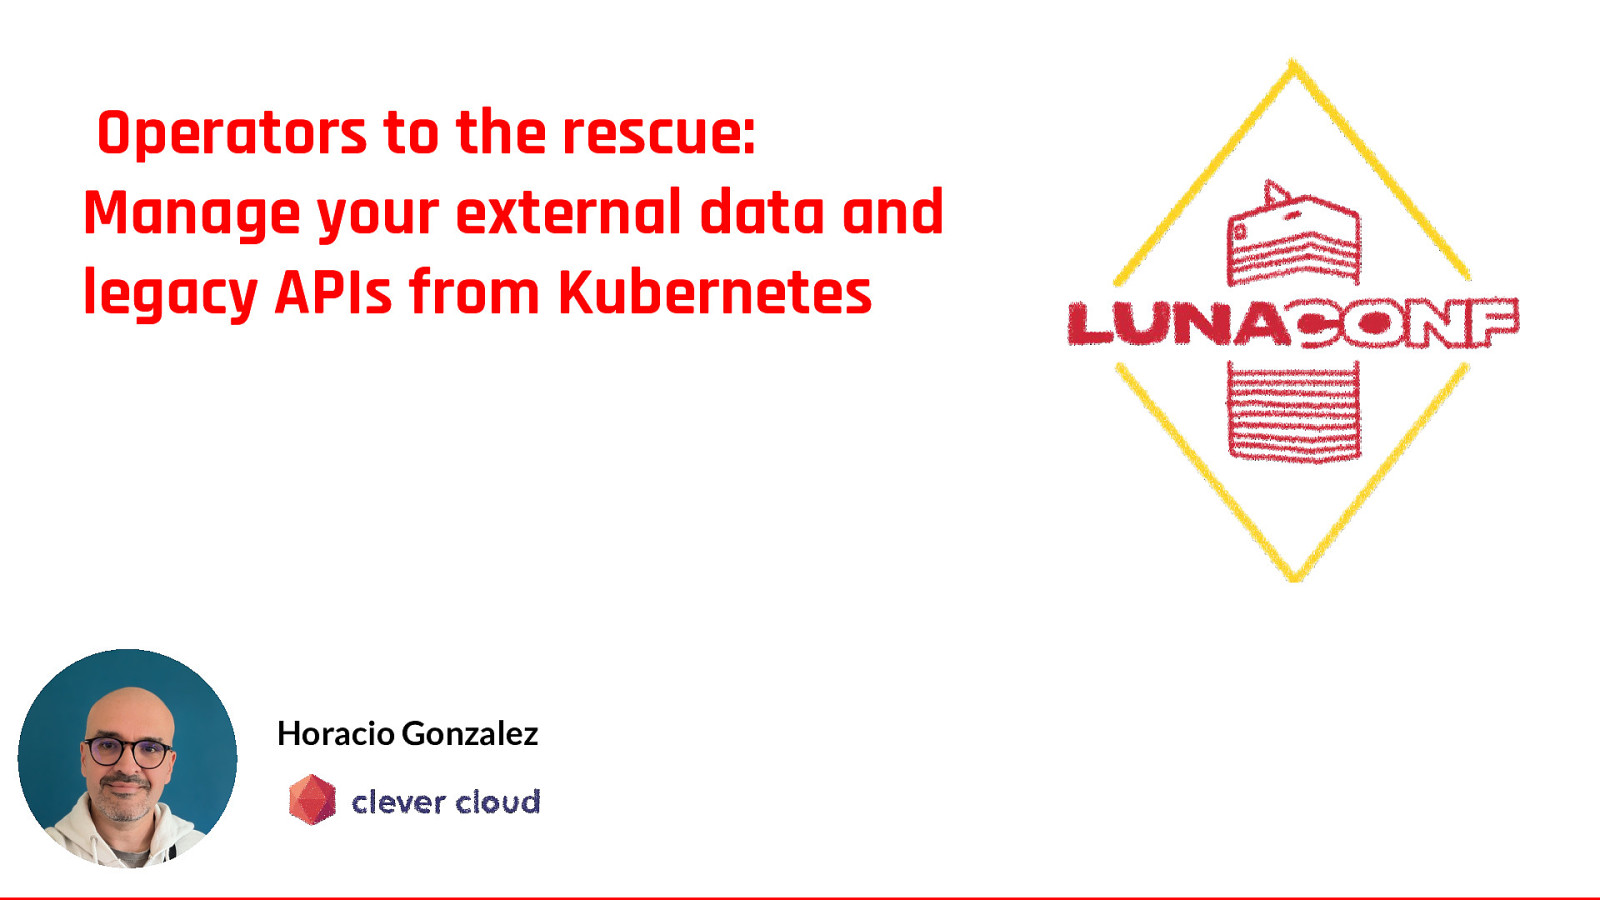 Operators to the rescue:
Manage your external data and
legacy APIs from Kubernetes
LUNACONF
Horacio Gonzalez
clever cloud